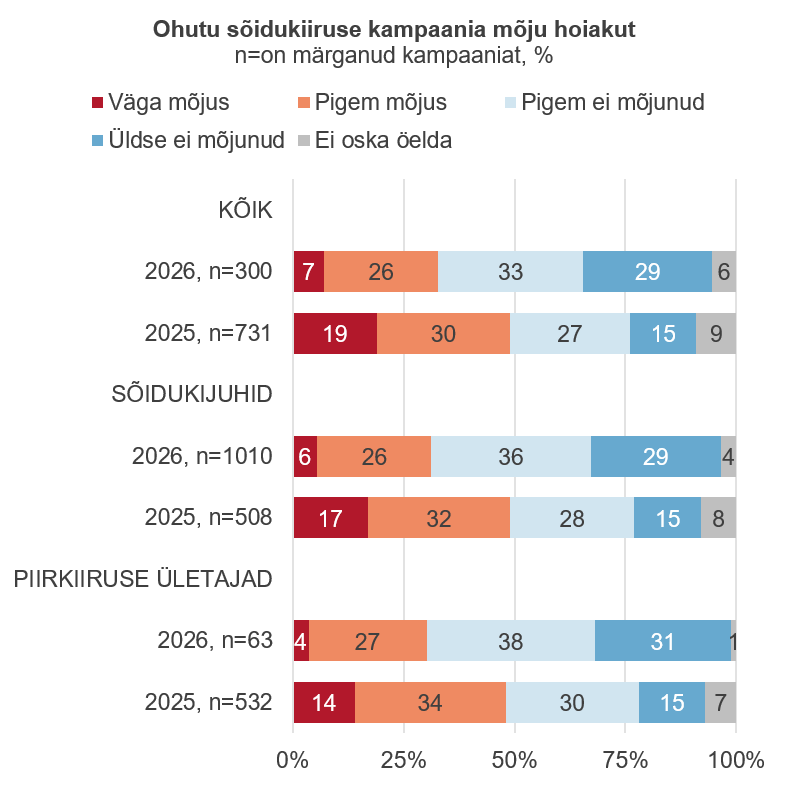 Ohutu sõidukiiruse kampaania mõju hoiakut
n=on märganud kampaaniat, %
Väga mõjus Pigem mõjus Pigem ei mõjunud
Üldse ei mõjunud Ei oska öelda
KÕIK
2026, n=300 7 26 33 29 6
2025, n=731 19 30 27 15 9
SÕIDUKIJUHID
2026, n=1010 6 26 36 29 4
2025, n=508 17 32 28 15 8
PIIRKIIRUSE ÜLETAJAD
2026, n=63 4 27 38 31 1
2025, n=532 14 34 30 15 7
0% 25% 50% 75% 100%